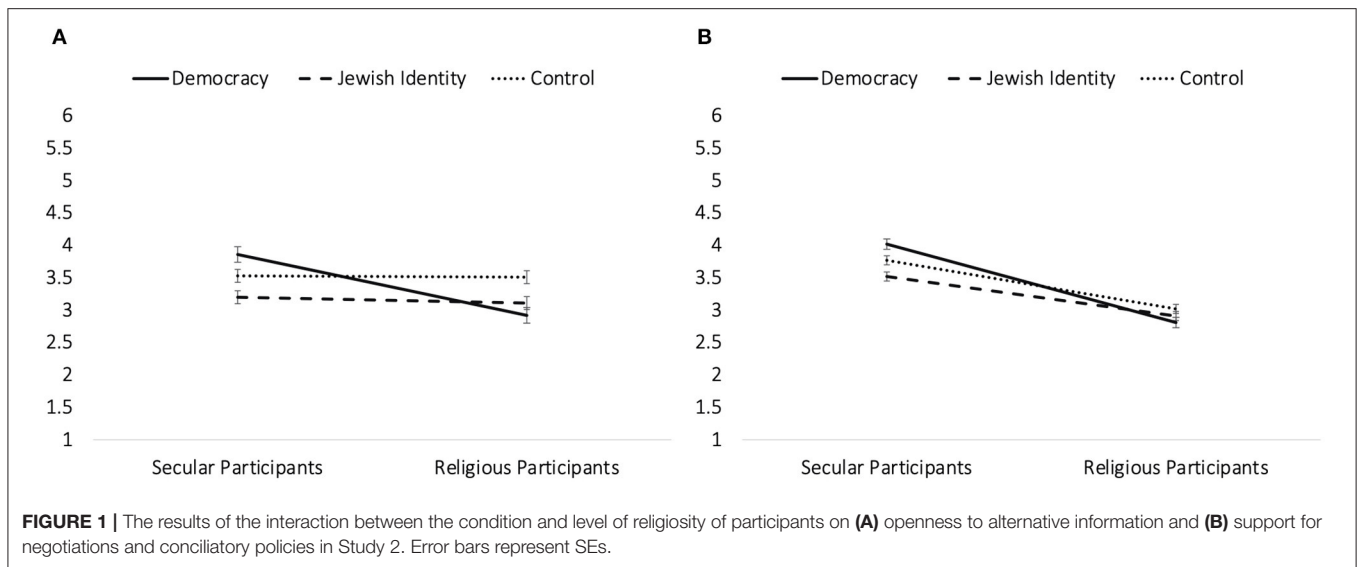 A
Democracy Jewish Identity Control
6
5.5
5
4.5
4
3.5
3
2.5
2
1.5
1
Secular Participants Religious Participants
B
Democracy Jewish Identity Control
6
5.5
5
4.5
4
3.5
3
2.5
2
1.5
1
Secular Participants Religious Participants
FIGURE 1 | The results of the interaction between the condition and level of religiosity of participants on (A) openness to alternative information and (B) support for
negotiations and conciliatory policies in Study 2. Error bars represent SEs.